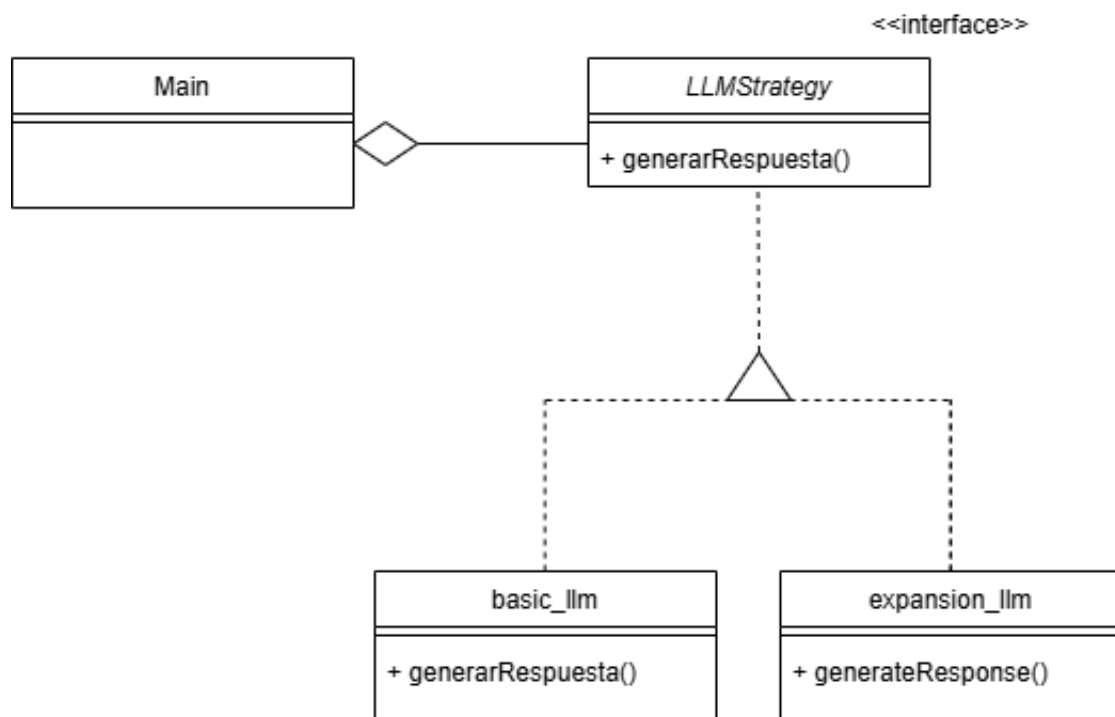 <<interface>>
Main
LLMStrategy
+ generarRespuesta()
basic_llm
expansion_llm
+ generarRespuesta()
+ generateResponse()